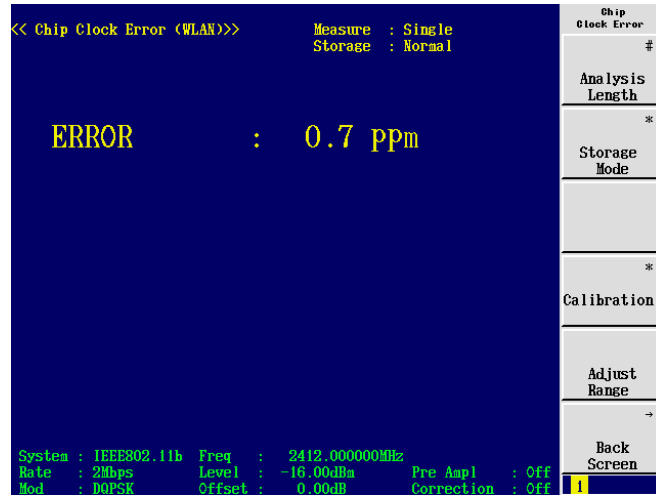 << Chip Clock Error (WLAN)>>
Measure : Single
Storage : Normal
ERROR : 0.7 ppm
System : IEEE802.11b Freq : 2412.000000MHz
Rate : 2Mbps Level : -16.00dBm Pre Ampl : Off
Mod : DQPSK Offset : 0.00dB Correction : Off
Chip
Clock Error
#
Analysis
Length
*
Storage
Mode
*
Calibration
Adjust
Range
→
Back
Screen
1